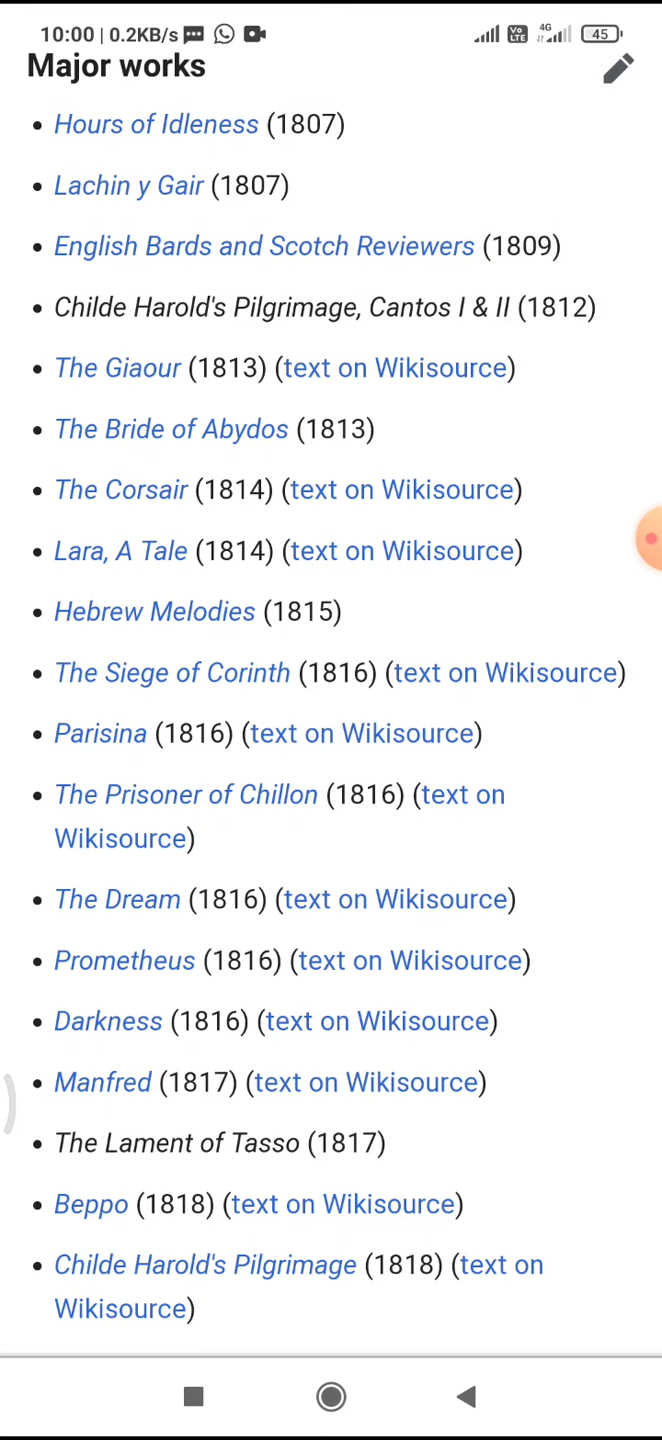 10:00 | 0.2KB/s
Vo LTE 4G 45
Major works
• Hours of Idleness (1807)
• Lachin y Gair (1807)
• English Bards and Scotch Reviewers (1809)
• Childe Harold's Pilgrimage, Cantos I & II (1812)
• The Giaour (1813) (text on Wikisource)
• The Bride of Abydos (1813)
• The Corsair (1814) (text on Wikisource)
• Lara, A Tale (1814) (text on Wikisource)
• Hebrew Melodies (1815)
• The Siege of Corinth (1816) (text on Wikisource)
• Parisina (1816) (text on Wikisource)
• The Prisoner of Chillon (1816) (text on
Wikisource)
• The Dream (1816) (text on Wikisource)
• Prometheus (1816) (text on Wikisource)
• Darkness (1816) (text on Wikisource)
• Manfred (1817) (text on Wikisource)
• The Lament of Tasso (1817)
• Beppo (1818) (text on Wikisource)
• Childe Harold's Pilgrimage (1818) (text on
Wikisource)